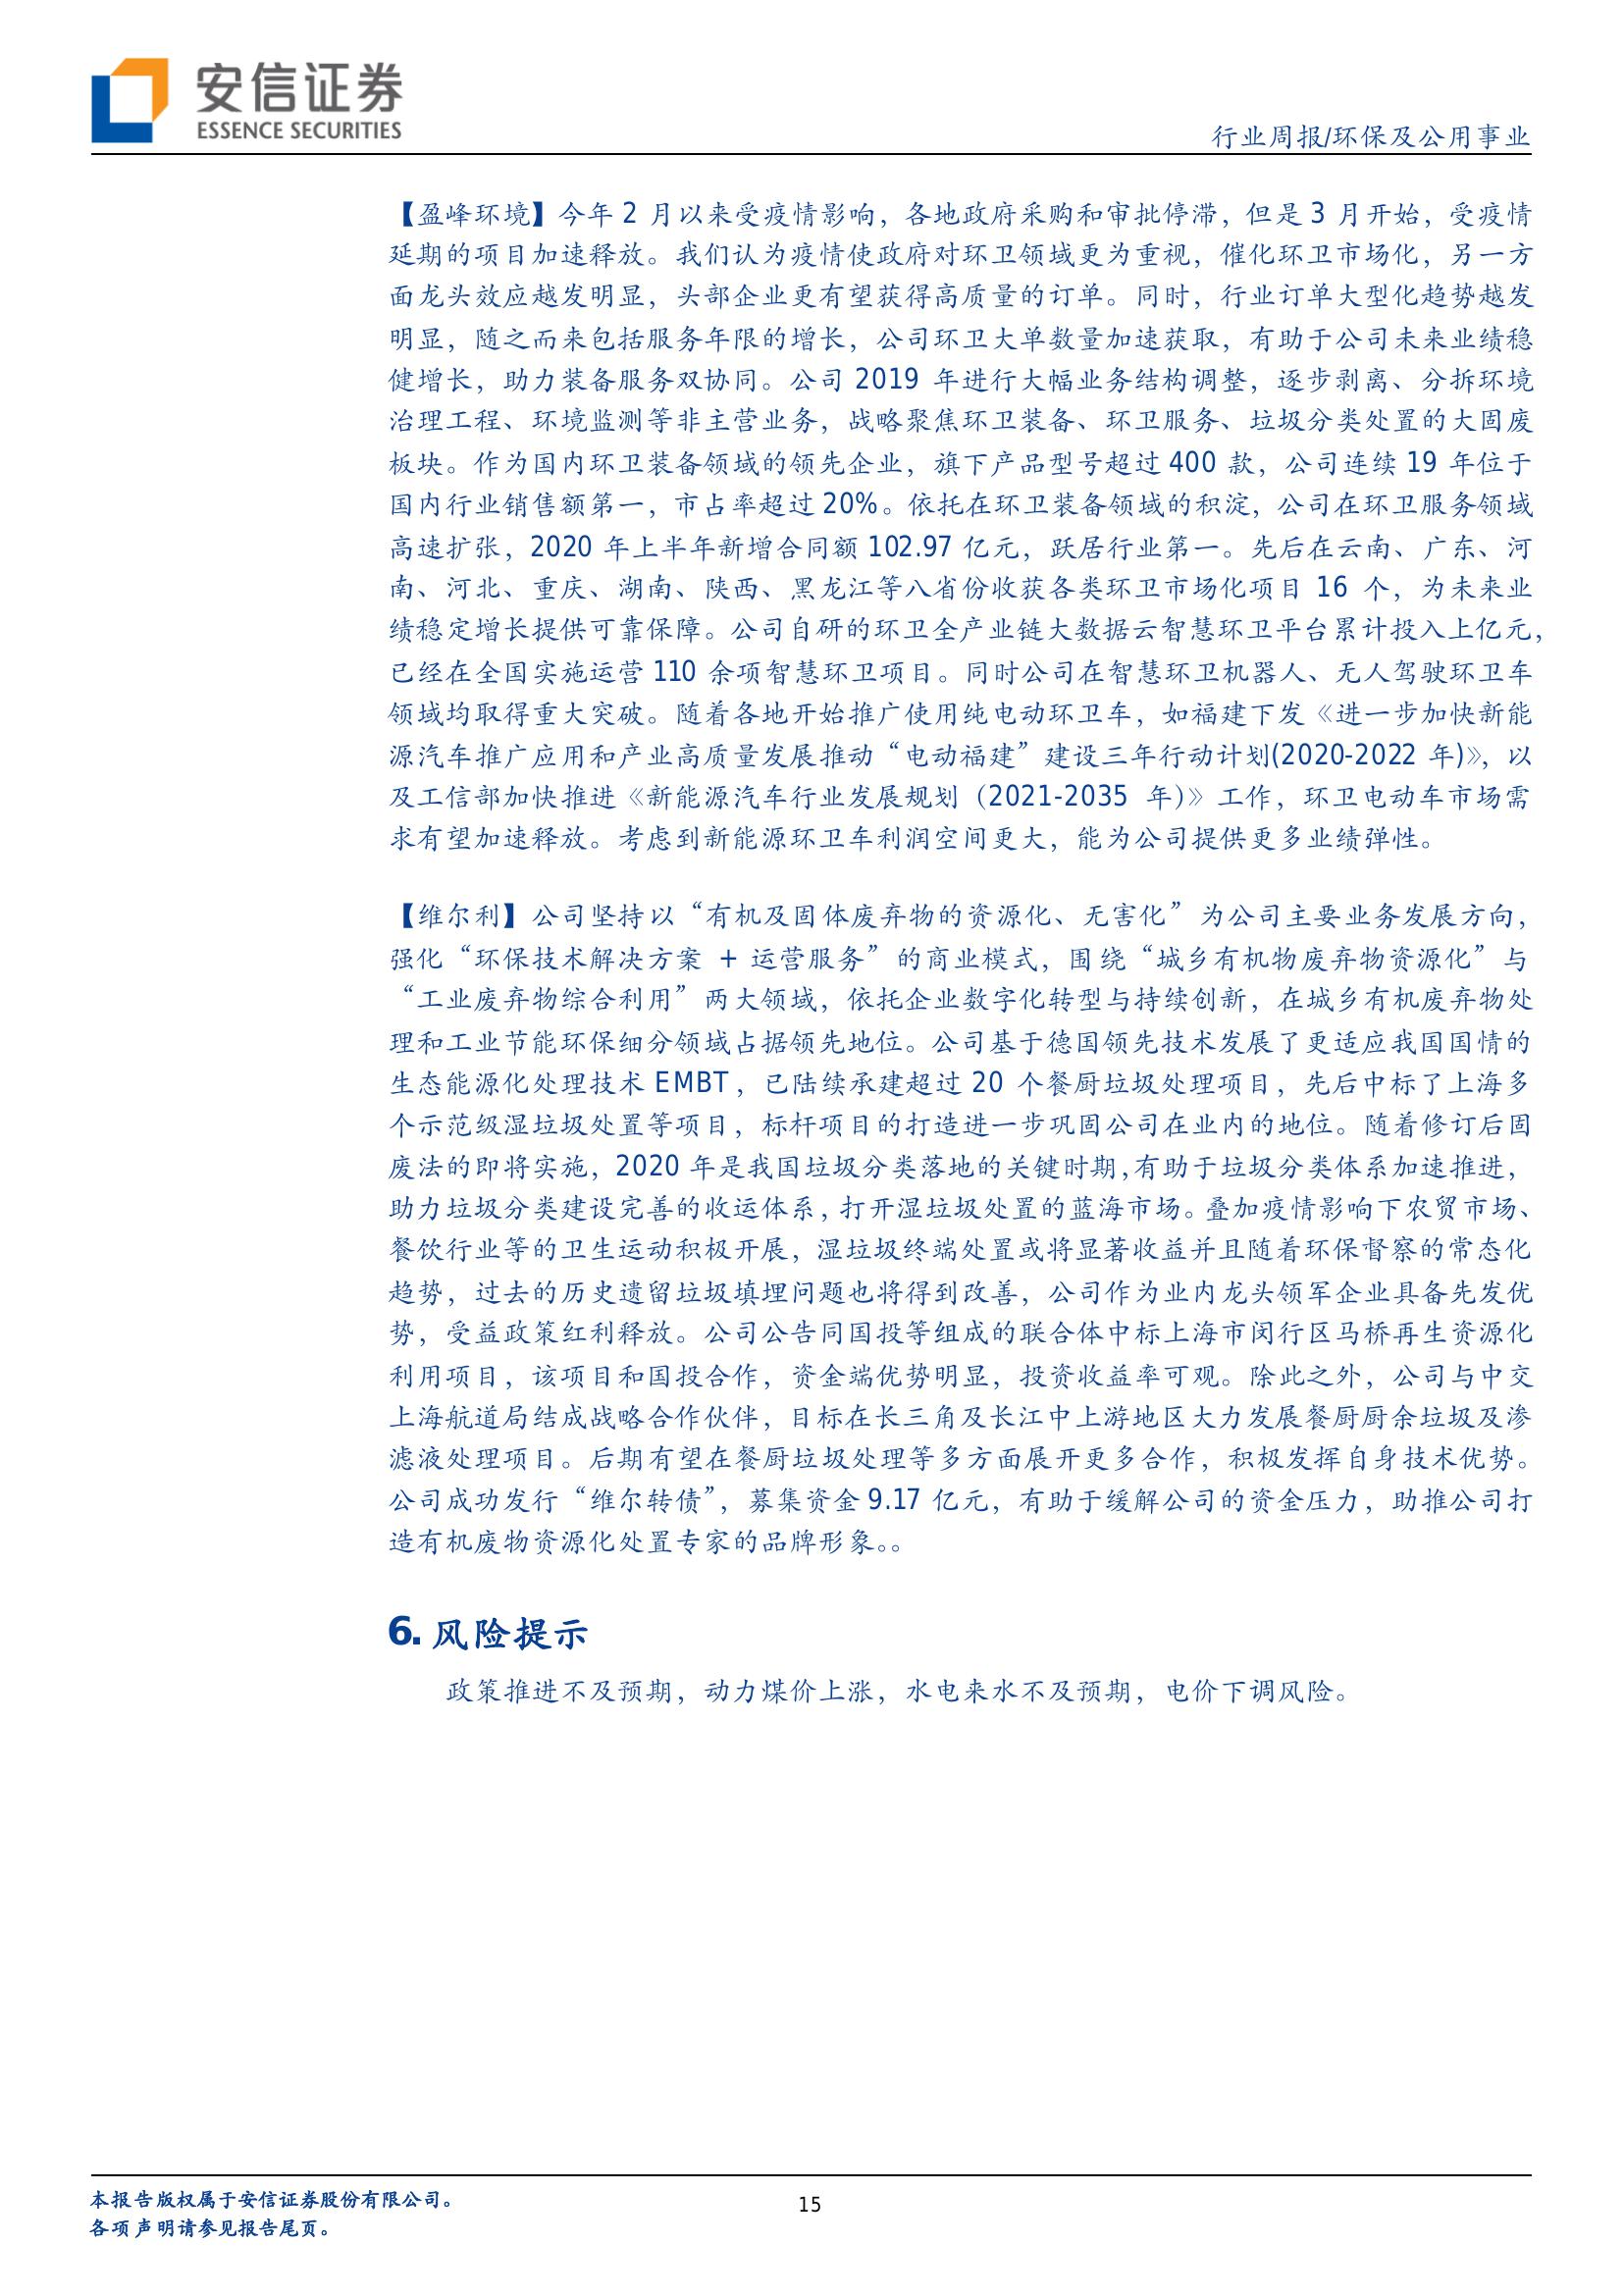 安信证券
ESSENCE SECURITIES
行业周报/环保及公用事业
【盈峰环境】今年 2 月以来受疫情影响，各地政府采购和审批停滞，但是 3 月开始，受疫情
延期的项目加速释放。我们认为疫情使政府对环卫领域更为重视，催化环卫市场化，另一方
面龙头效应越发明显，头部企业更有望获得高质量的订单。同时，行业订单大型化趋势越发
明显，随之而来包括服务年限的增长，公司环卫大单数量加速获取，有助于公司未来业绩稳
健增长，助力装备服务双协同。公司 2019 年进行大幅业务结构调整，逐步剥离、分拆环境
治理工程、环境监测等非主营业务，战略聚焦环卫装备、环卫服务、垃圾分类处置的大固废
板块。作为国内环卫装备领域的领先企业，旗下产品型号超过 400 款，公司连续 19 年位于
国内行业销售额第一，市占率超过 20%。依托在环卫装备领域的积淀，公司在环卫服务领域
高速扩张，2020 年上半年新增合同额 102.97 亿元，跃居行业第一。先后在云南、广东、河
南、河北、重庆、湖南、陕西、黑龙江等八省份收获各类环卫市场化项目 16 个，为未来业
绩稳定增长提供可靠保障。公司自研的环卫全产业链大数据云智慧环卫平台累计投入上亿元，
已经在全国实施运营 110 余项智慧环卫项目。同时公司在智慧环卫机器人、无人驾驶环卫车
领域均取得重大突破。随着各地开始推广使用纯电动环卫车，如福建下发《进一步加快新能
源汽车推广应用和产业高质量发展推动“电动福建”建设三年行动计划(2020-2022 年)》，以
及工信部加快推进《新能源汽车行业发展规划（2021-2035 年）》工作，环卫电动车市场需
求有望加速释放。考虑到新能源环卫车利润空间更大，能为公司提供更多业绩弹性。
【维尔利】公司坚持以“有机及固体废弃物的资源化、无害化”为公司主要业务发展方向，
强化“环保技术解决方案 + 运营服务”的商业模式，围绕“城乡有机物废弃物资源化”与
“工业废弃物综合利用”两大领域，依托企业数字化转型与持续创新，在城乡有机废弃物处
理和工业节能环保细分领域占据领先地位。公司基于德国领先技术发展了更适应我国国情的
生态能源化处理技术 EMBT，已陆续承建超过 20 个餐厨垃圾处理项目，先后中标了上海多
个示范级湿垃圾处置等项目，标杆项目的打造进一步巩固公司在业内的地位。随着修订后固
废法的即将实施，2020 年是我国垃圾分类落地的关键时期，有助于垃圾分类体系加速推进，
助力垃圾分类建设完善的收运体系，打开湿垃圾处置的蓝海市场。叠加疫情影响下农贸市场、
餐饮行业等的卫生运动积极开展，湿垃圾终端处置或将显著收益并且随着环保督察的常态化
趋势，过去的历史遗留垃圾填埋问题也将得到改善，公司作为业内龙头领军企业具备先发优
势，受益政策红利释放。公司公告同国投等组成的联合体中标上海市闵行区马桥再生资源化
利用项目，该项目和国投合作，资金端优势明显，投资收益率可观。除此之外，公司与中交
上海航道局结成战略合作伙伴，目标在长三角及长江中上游地区大力发展餐厨厨余垃圾及渗
滤液处理项目。后期有望在餐厨垃圾处理等多方面展开更多合作，积极发挥自身技术优势。
公司成功发行“维尔转债”，募集资金 9.17 亿元，有助于缓解公司的资金压力，助推公司打
造有机废物资源化处置专家的品牌形象。。
6. 风险提示
政策推进不及预期，动力煤价上涨，水电来水不及预期，电价下调风险。
本报告版权属于安信证券股份有限公司。
15
各项声明请参见报告尾页。